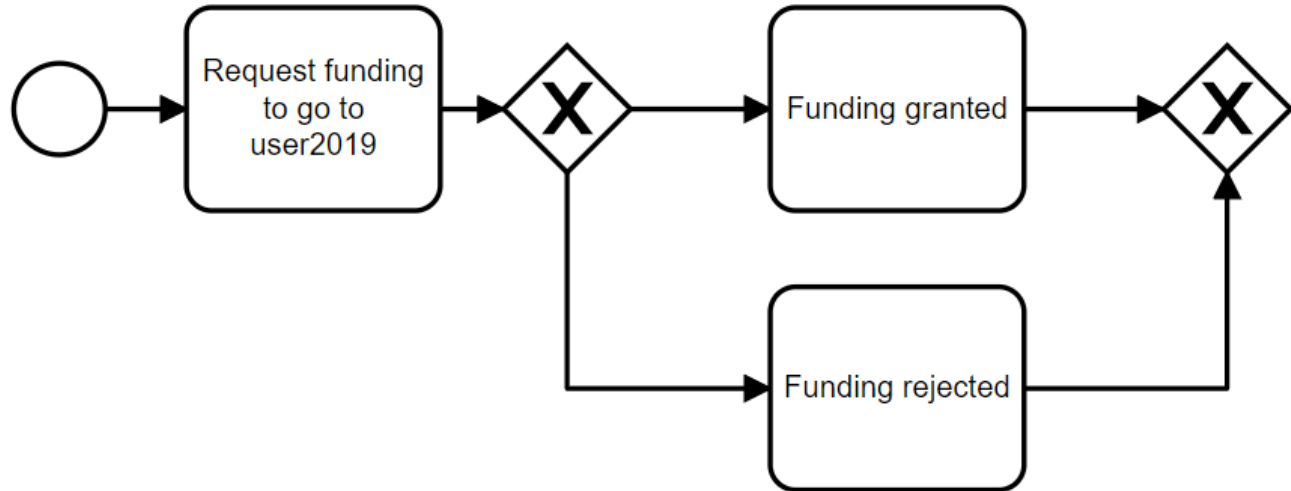 Request funding
to go to
user2019
X
Funding granted
X
Funding rejected